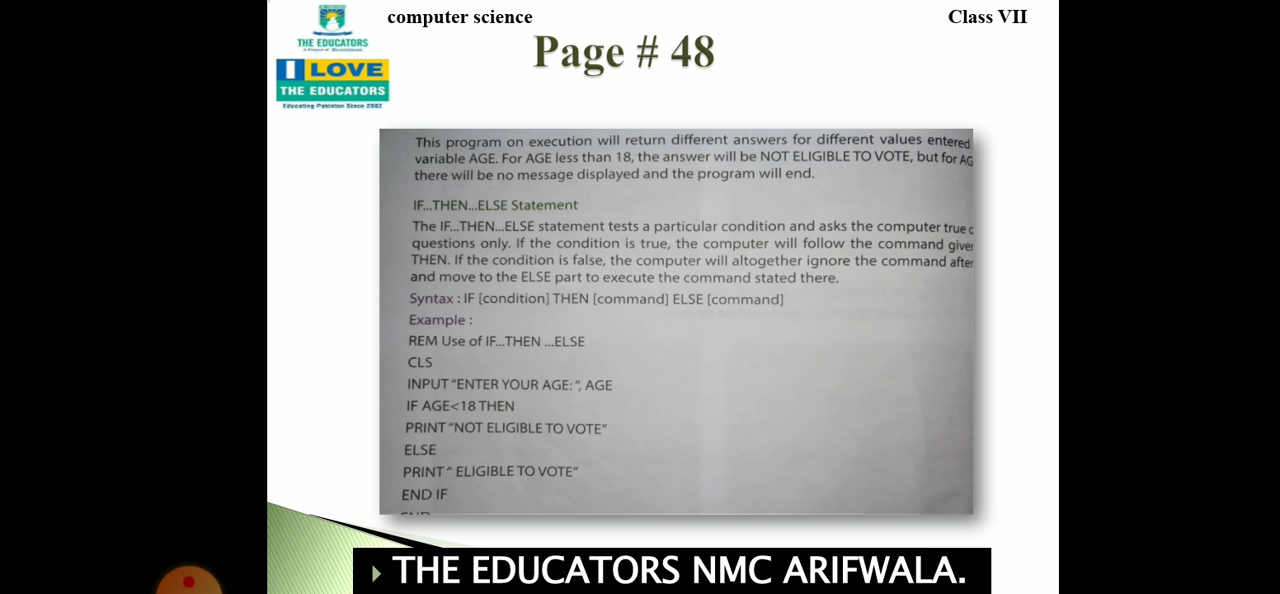 computer science
Class VII
THE EDUCATORS
Page # 48
I LOVE
THE EDUCATORS
Educating Pakistan Since 2002
This program on execution will return different answers for different values entered
variable AGE. For AGE less than 18, the answer will be NOT ELIGIBLE TO VOTE, but for AG
there will be no message displayed and the program will end.
IF...THEN...ELSE Statement
The IF...THEN...ELSE statement tests a particular condition and asks the computer true
questions only. If the condition is true, the computer will follow the command given
THEN. If the condition is false, the computer will altogether ignore the command after
and move to the ELSE part to execute the command stated there.
Syntax : IF [condition] THEN [command] ELSE [command]
Example :
REM Use of IF...THEN ...ELSE
CLS
INPUT “ENTER YOUR AGE: ”, AGE
IF AGE<18 THEN
PRINT “NOT ELIGIBLE TO VOTE”
ELSE
PRINT “ ELIGIBLE TO VOTE”
END IF
THE EDUCATORS NMC ARIFWALA.